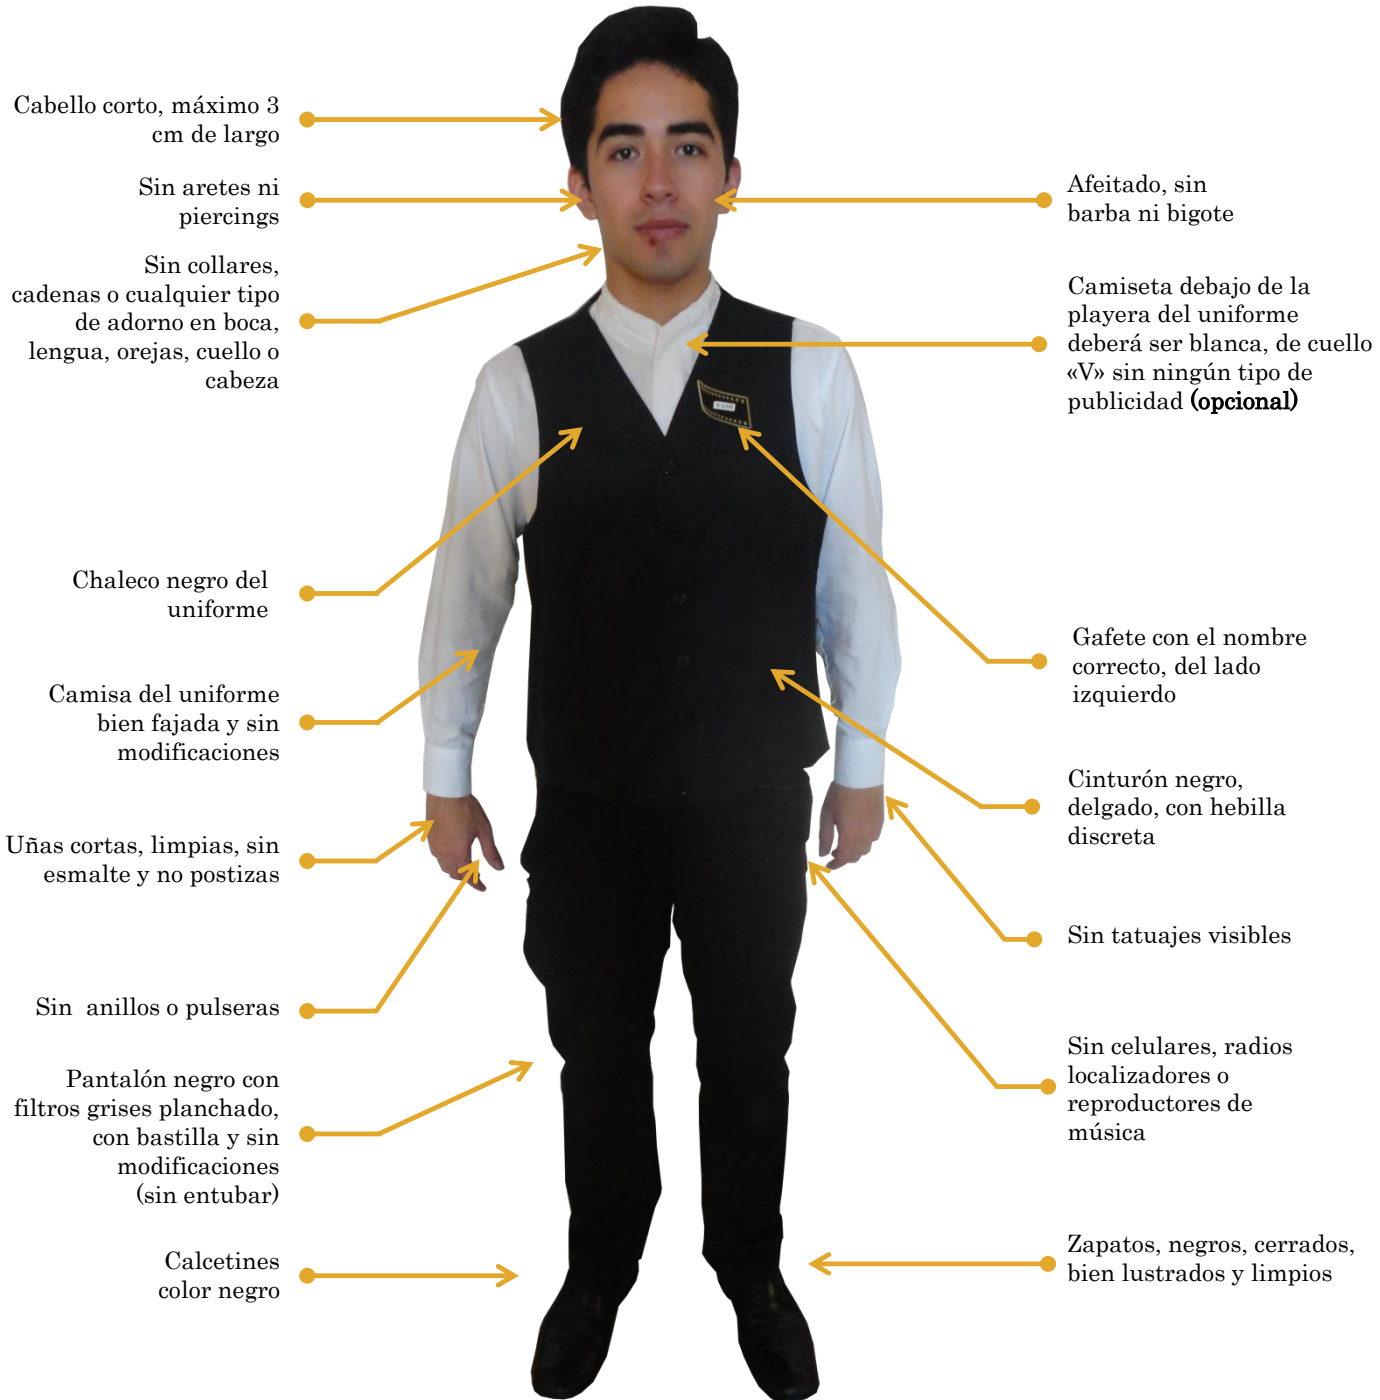 Cabello corto, máximo 3
cm de largo
Sin aretes ni
piercings
Sin collares,
cadenas o cualquier tipo
de adorno en boca,
lengua, orejas, cuello o
cabeza
Chaleco negro del
uniforme
Camisa del uniforme
bien fajada y sin
modificaciones
Uñas cortas, limpias, sin
esmalte y no postizas
Sin anillos o pulseras
Pantalón negro con
filtros grises planchado,
con bastilla y sin
modificaciones
(sin entubar)
Calcetines
color negro
Afeitado, sin
barba ni bigote
Camiseta debajo de la
playera del uniforme
deberá ser blanca, de cuello
«V» sin ningún tipo de
publicidad (opcional)
Gafete con el nombre
correcto, del lado
izquierdo
Cinturón negro,
delgado, con hebilla
discreta
Sin tatuajes visibles
Sin celulares, radios
localizadores o
reproductores de
música
Zapatos, negros, cerrados,
bien lustrados y limpios